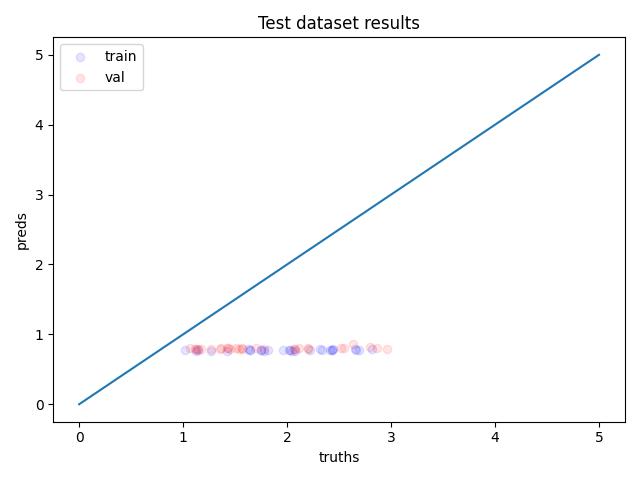 Test dataset results
train
val
5
4
3
2
1
0
preds
0 1 2 3 4 5
truths